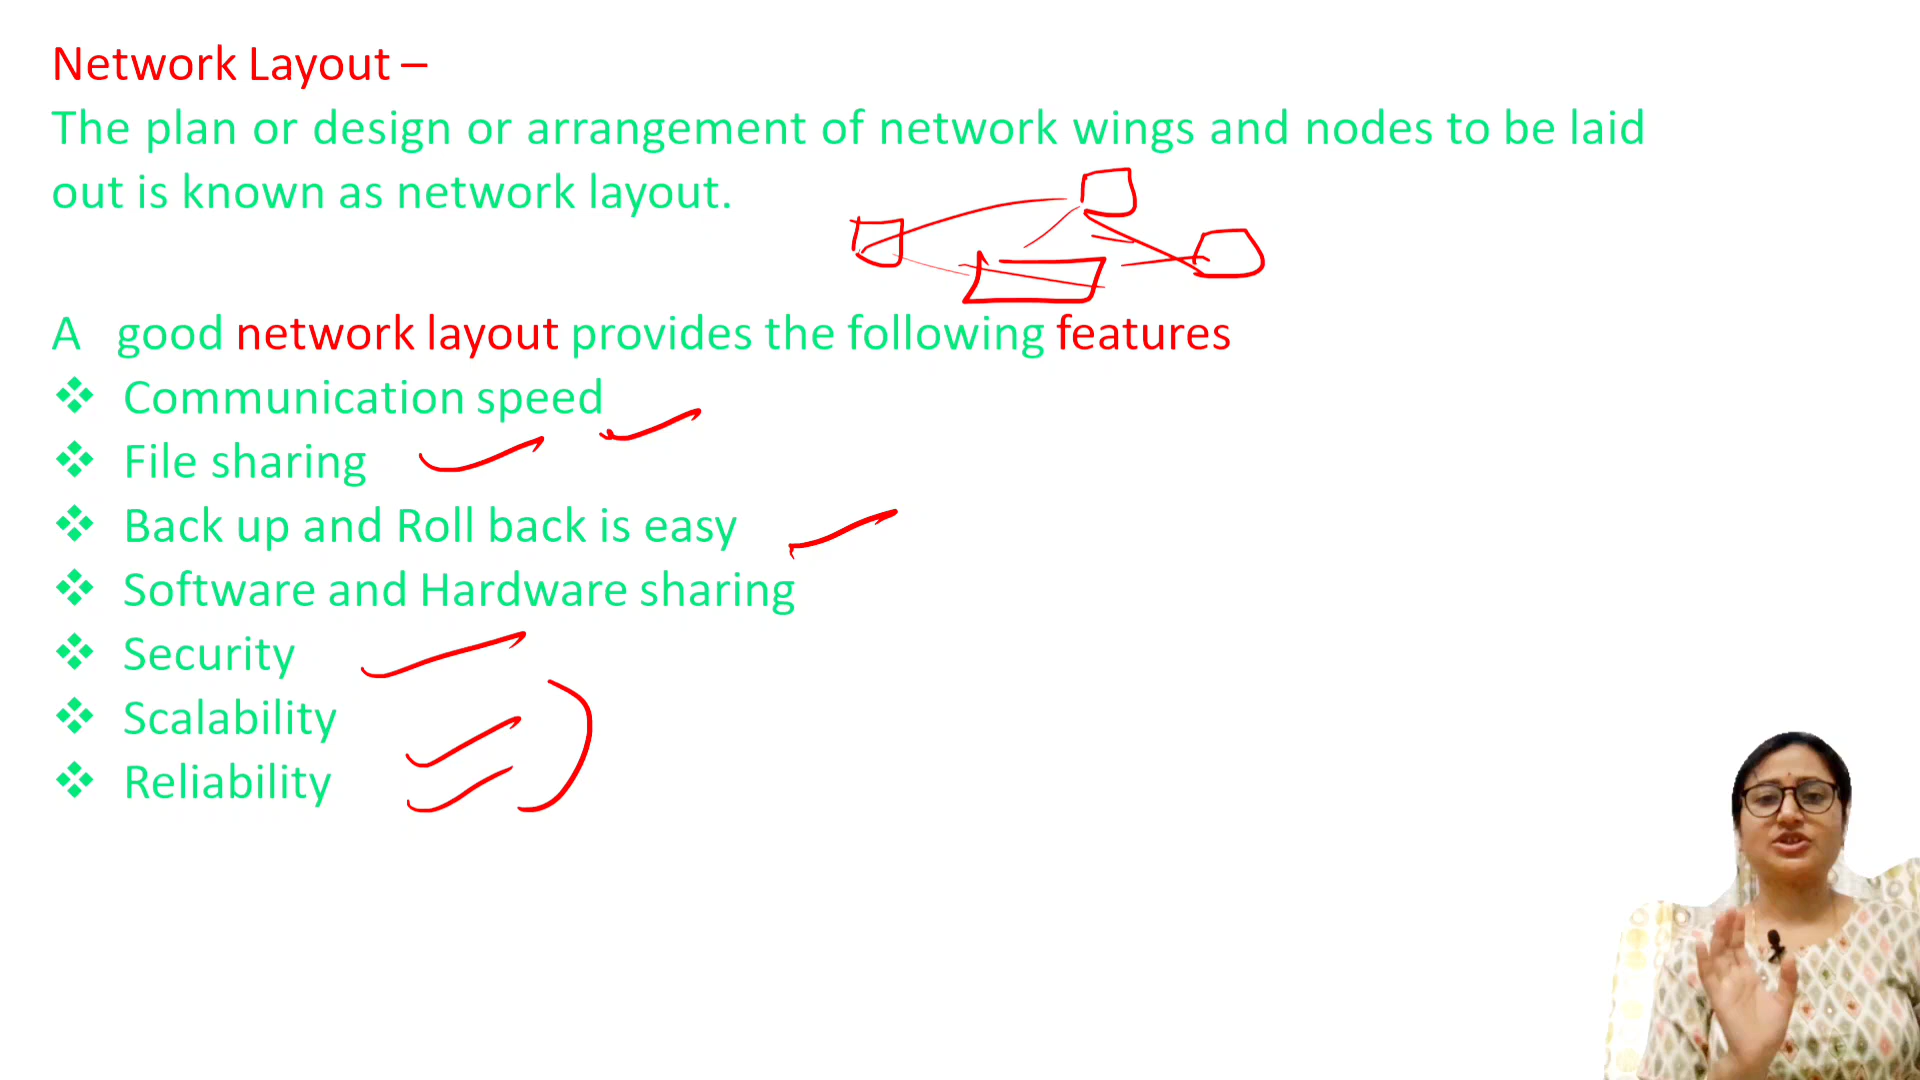 Network Layout –
The plan or design or arrangement of network wings and nodes to be laid
out is known as network layout.
A good network layout provides the following features
❖ Communication speed
❖ File sharing
❖ Back up and Roll back is easy
❖ Software and Hardware sharing
❖ Security
❖ Scalability
❖ Reliability